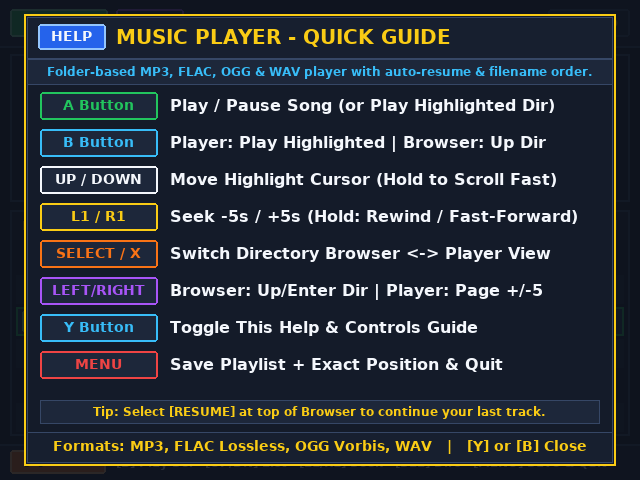 HELP MUSIC PLAYER - QUICK GUIDE
Folder-based MP3, FLAC, OGG & WAV player with auto-resume & filename order.
A Button Play / Pause Song (or Play Highlighted Dir)
B Button Player: Play Highlighted | Browser: Up Dir
UP / DOWN Move Highlight Cursor (Hold to Scroll Fast)
L1 / R1 Seek -5s / +5s (Hold: Rewind / Fast-Forward)
SELECT / X Switch Directory Browser <-> Player View
LEFT/RIGHT Browser: Up/Enter Dir | Player: Page +/-5
Y Button Toggle This Help & Controls Guide
MENU Save Playlist + Exact Position & Quit
Tip: Select [RESUME] at top of Browser to continue your last track.
Formats: MP3, FLAC Lossless, OGG Vorbis, WAV | [Y] or [B] Close